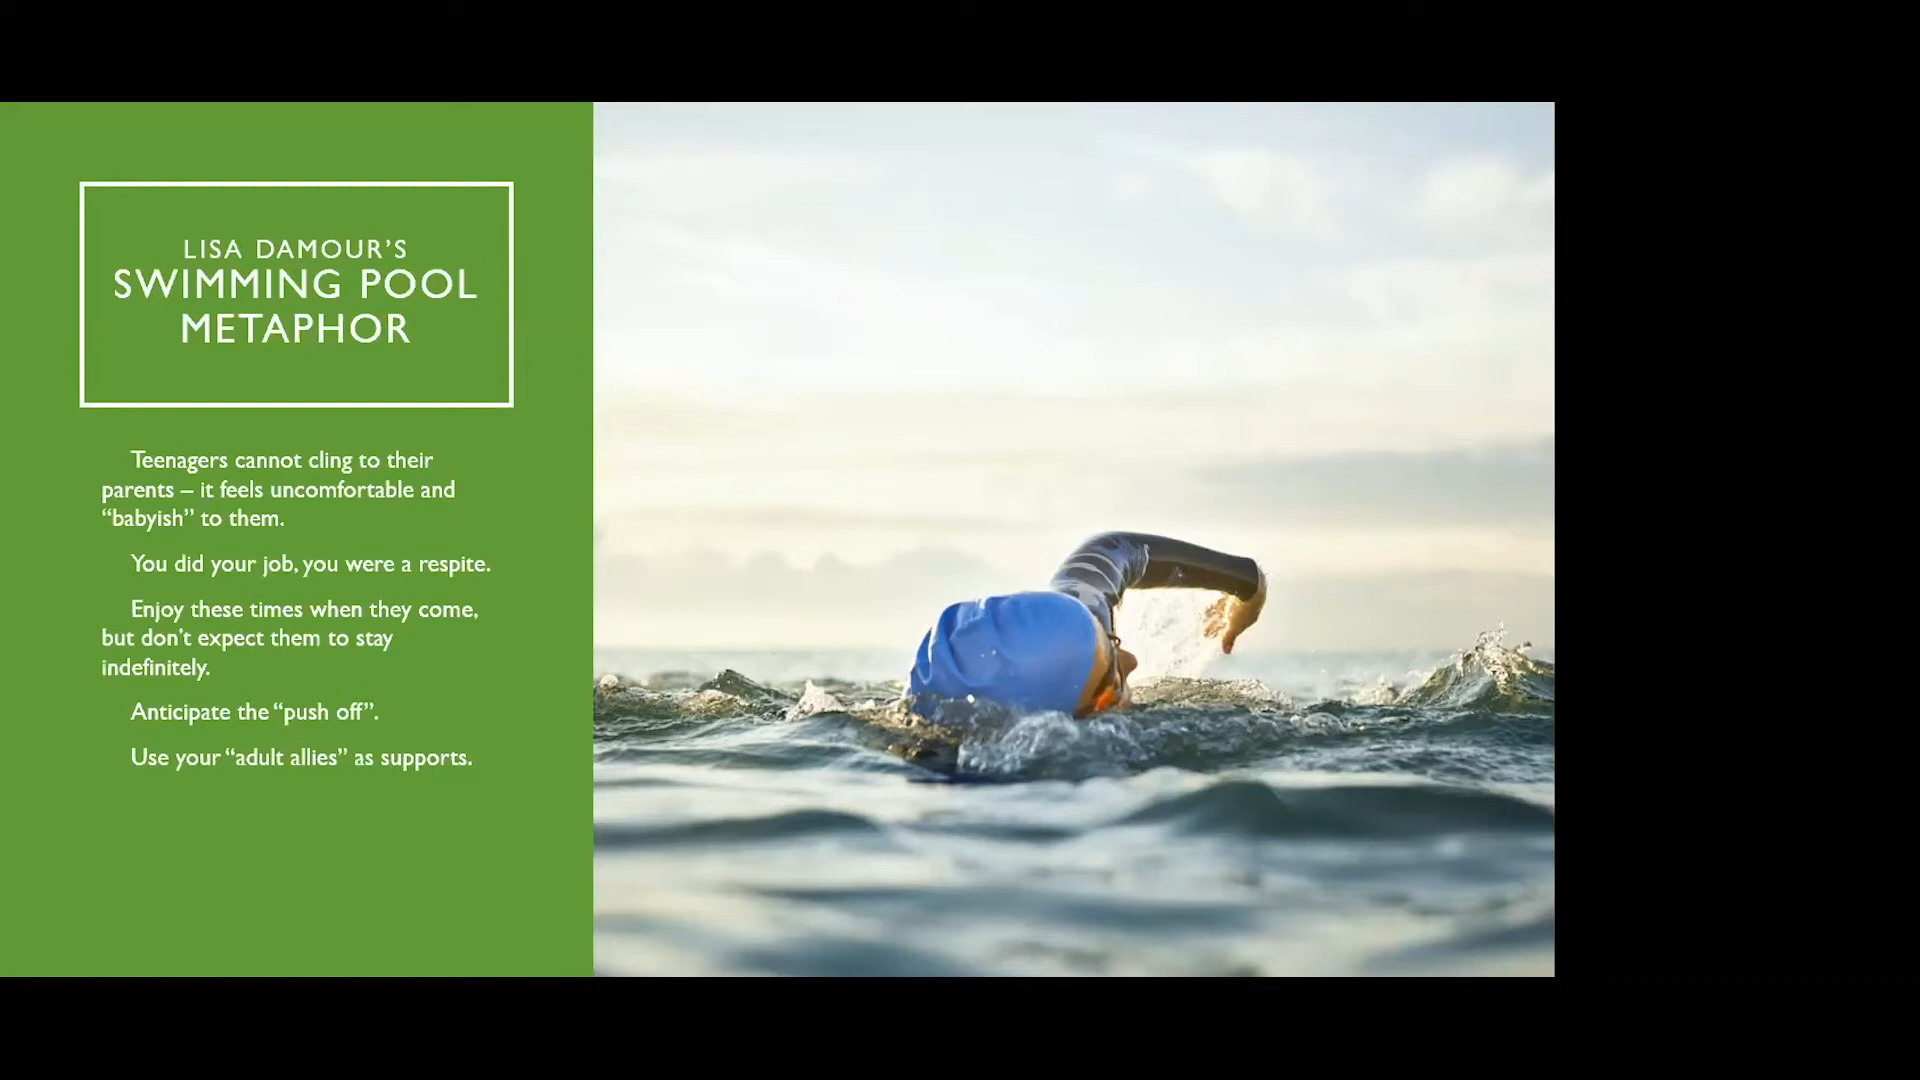 LISA DAMOUR’S
SWIMMING POOL
METAPHOR
Teenagers cannot cling to their
parents – it feels uncomfortable and
“babyish” to them.
You did your job, you were a respite.
Enjoy these times when they come,
but don’t expect them to stay
indefinitely.
Anticipate the “push off”.
Use your “adult allies” as supports.